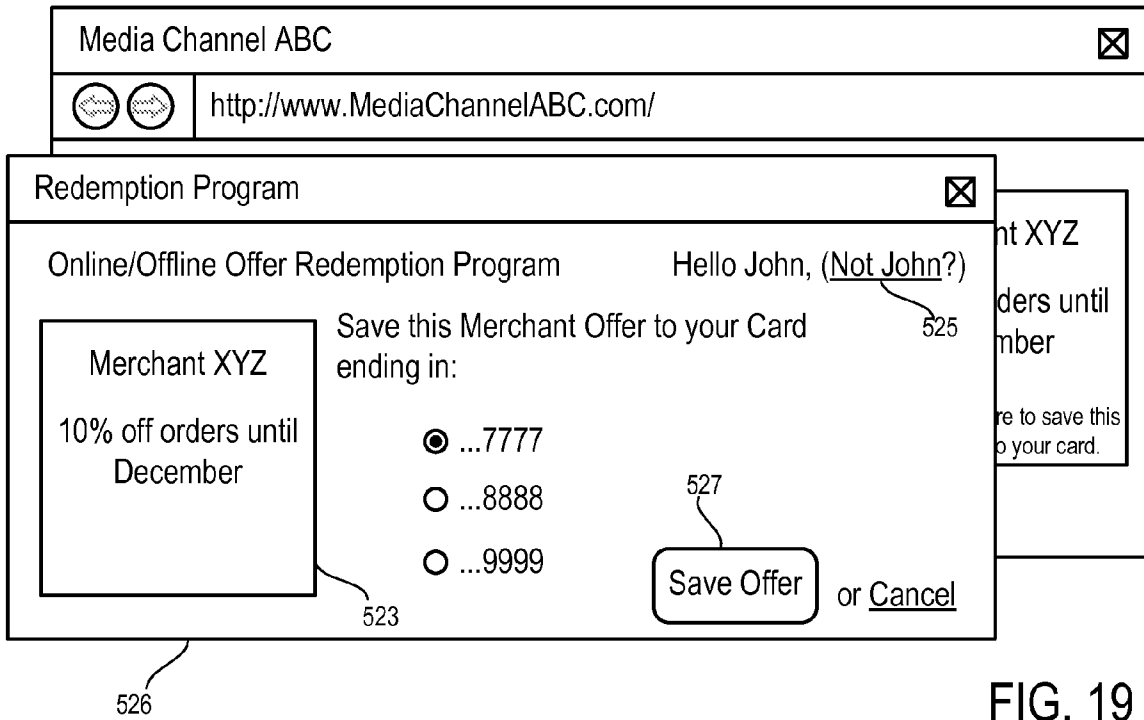 Media Channel ABC
http://www.MediaChannelABC.com/
Redemption Program
Online/Offline Offer Redemption Program
Hello John, (Not John?)
525
Merchant XYZ
10% off orders until
December
523
Save this Merchant Offer to your Card
ending in:
...7777
...8888
...9999
527
Save Offer
or Cancel
nt XYZ
ders until
mber
re to save this
o your card.
526
FIG. 19